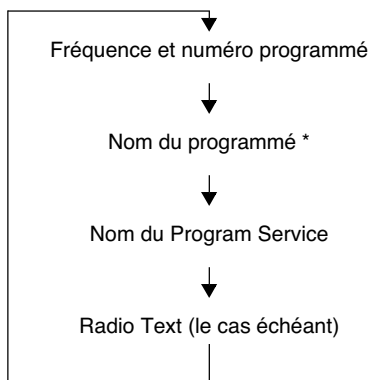 Fréquence et numéro programmé
Nom du programmé *
Nom du Program Service
Radio Text (le cas échéant)